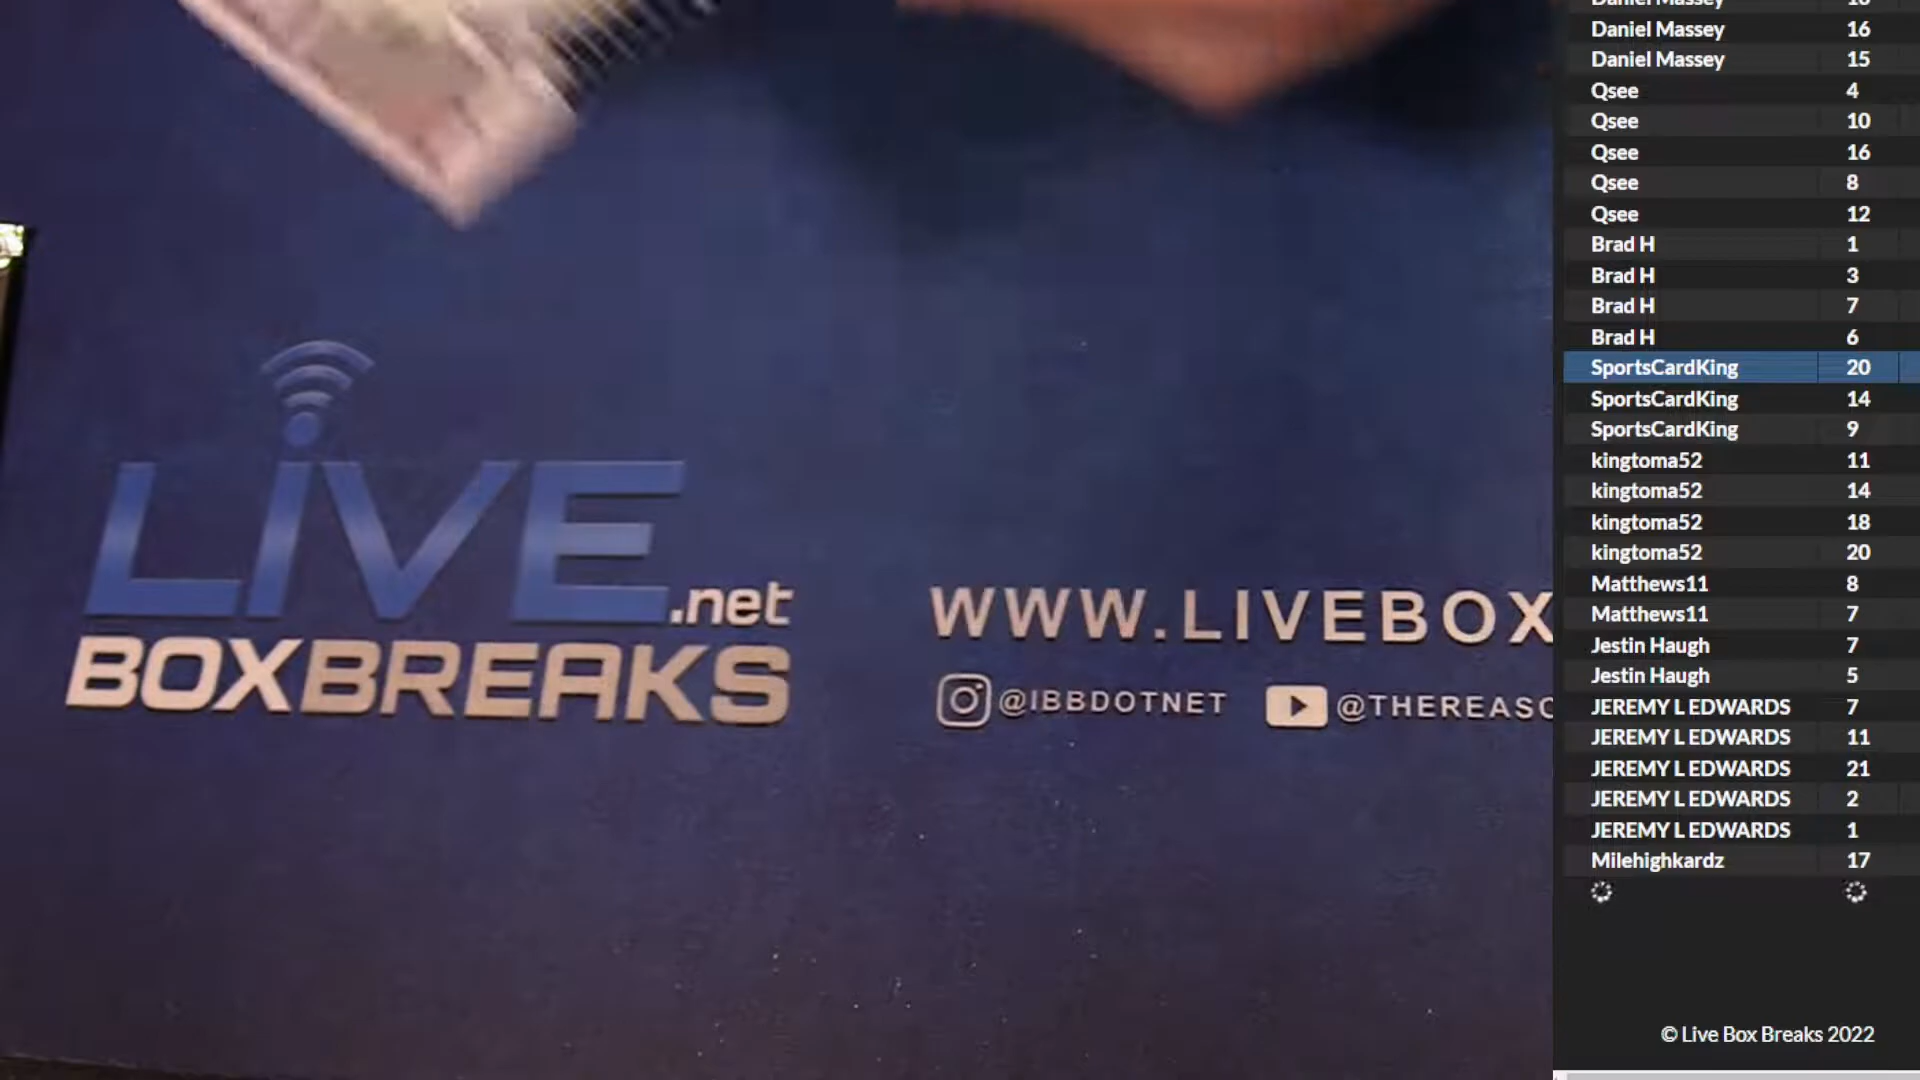 Daniel Massey
Daniel Massey 16
Daniel Massey 15
Qsee 4
Qsee 10
Qsee 16
Qsee 8
Qsee 12
Brad H 1
Brad H 3
Brad H 7
Brad H 6
SportsCardKing 20
SportsCardKing 14
SportsCardKing 9
kingtoma52 11
kingtoma52 14
kingtoma52 18
kingtoma52 20
Matthews11 8
Matthews11 7
Jestin Haugh 7
Jestin Haugh 5
JEREMY L EDWARDS 7
JEREMY L EDWARDS 11
JEREMY L EDWARDS 21
JEREMY L EDWARDS 2
JEREMY L EDWARDS 1
Milehighkardz 17
© Live Box Breaks 2022
LIVE.net
BOXBREAKS
WWW.LIVEBOX
@IBBDOTNET @THEREASO